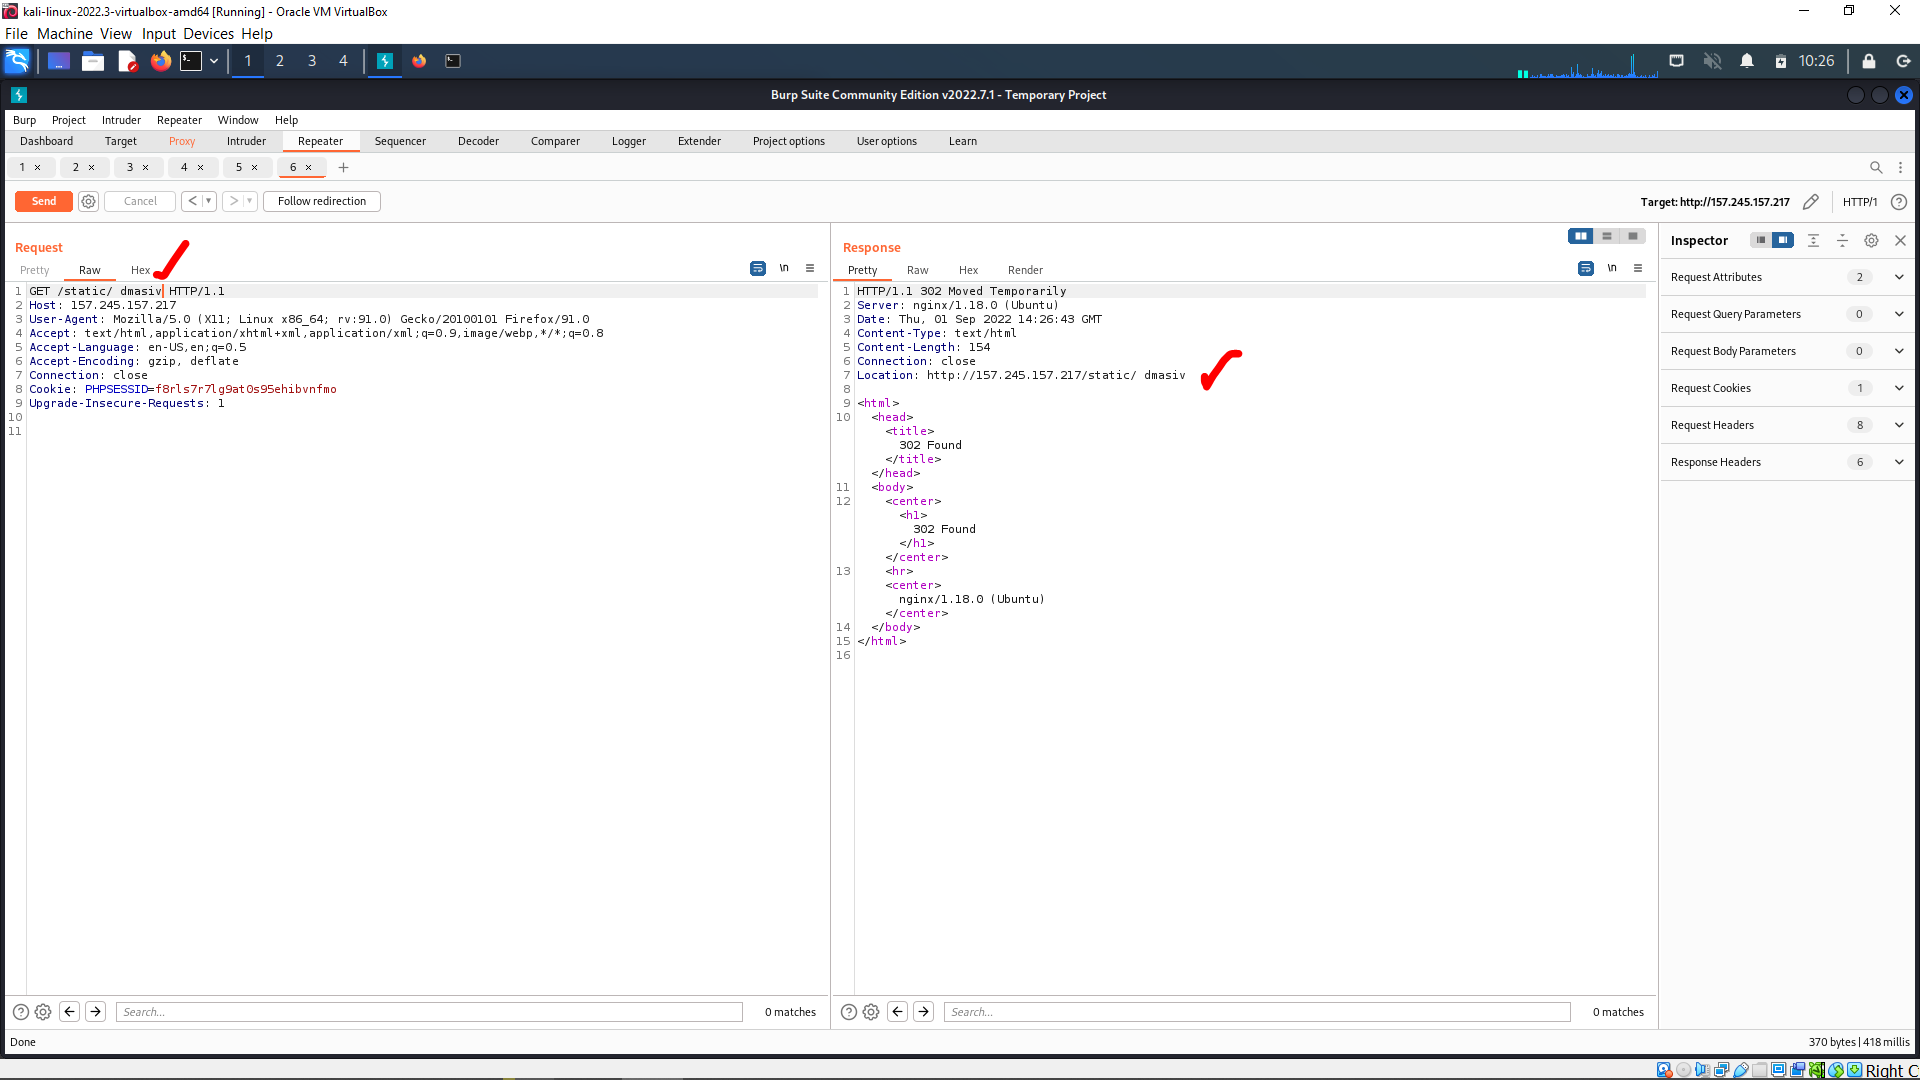 kali-linux-2022.3-virtualbox-amd64 [Running] - Oracle VM VirtualBox
File Machine View Input Devices Help
1 2 3 4 10:26
Burp Suite Community Edition v2022.7.1 - Temporary Project
Burp Project Intruder Repeater Window Help
Dashboard Target Proxy Intruder Repeater Sequencer Decoder Comparer Logger Extender Project options User options Learn
1 × 2 × 3 × 4 × 5 × 6 × +
Send Cancel < > Follow redirection Target: http://157.245.157.217 HTTP/1 ?
Request
Pretty Raw Hex \n
1 GET /static/ dmasiv HTTP/1.1
2 Host: 157.245.157.217
3 User-Agent: Mozilla/5.0 (X11; Linux x86_64; rv:91.0) Gecko/20100101 Firefox/91.0
4 Accept: text/html,application/xhtml+xml,application/xml;q=0.9,image/webp,*/*;q=0.8
5 Accept-Language: en-US,en;q=0.5
6 Accept-Encoding: gzip, deflate
7 Connection: close
8 Cookie: PHPSESSID=f8rls7r7lg9at0s95ehibvnfmo
9 Upgrade-Insecure-Requests: 1
10
11
Search...
0 matches
Response
Pretty Raw Hex Render \n
1 HTTP/1.1 302 Moved Temporarily
2 Server: nginx/1.18.0 (Ubuntu)
3 Date: Thu, 01 Sep 2022 14:26:43 GMT
4 Content-Type: text/html
5 Content-Length: 154
6 Connection: close
7 Location: http://157.245.157.217/static/ dmasiv
8
9 <html>
10 <head>
<title>
302 Found
</title>
</head>
11 <body>
12 <center>
<h1>
302 Found
</h1>
</center>
13 <hr>
<center>
nginx/1.18.0 (Ubuntu)
</center>
14 </body>
15 </html>
16
Search...
0 matches
Inspector
Request Attributes 2
Request Query Parameters 0
Request Body Parameters 0
Request Cookies 1
Request Headers 8
Response Headers 6
Done
370 bytes | 418 millis
Right C